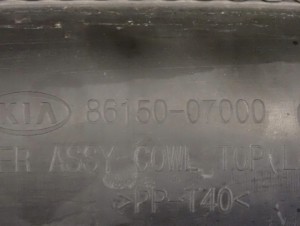 KIA 86150-07000
ER ASSY COWL TOP L
>PP-T40<